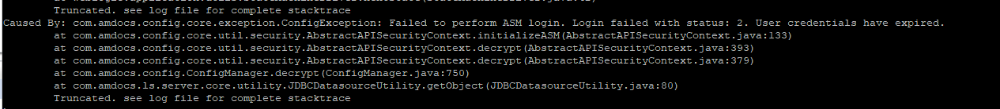 Truncated. see log file for complete stacktrace
Caused By: com.amdocs.config.core.exception.ConfigException: Failed to perform ASM login. Login failed with status: 2. User credentials have expired.
at com.amdocs.config.core.util.security.AbstractAPISecurityContext.initializeASM(AbstractAPISecurityContext.java:133)
at com.amdocs.config.core.util.security.AbstractAPISecurityContext.decrypt(AbstractAPISecurityContext.java:393)
at com.amdocs.config.core.util.security.AbstractAPISecurityContext.decrypt(AbstractAPISecurityContext.java:379)
at com.amdocs.config.ConfigManager.decrypt(ConfigManager.java:750)
at com.amdocs.ls.server.core.utility.JDBCDatasourceUtility.getObject(JDBCDatasourceUtility.java:80)
Truncated. see log file for complete stacktrace